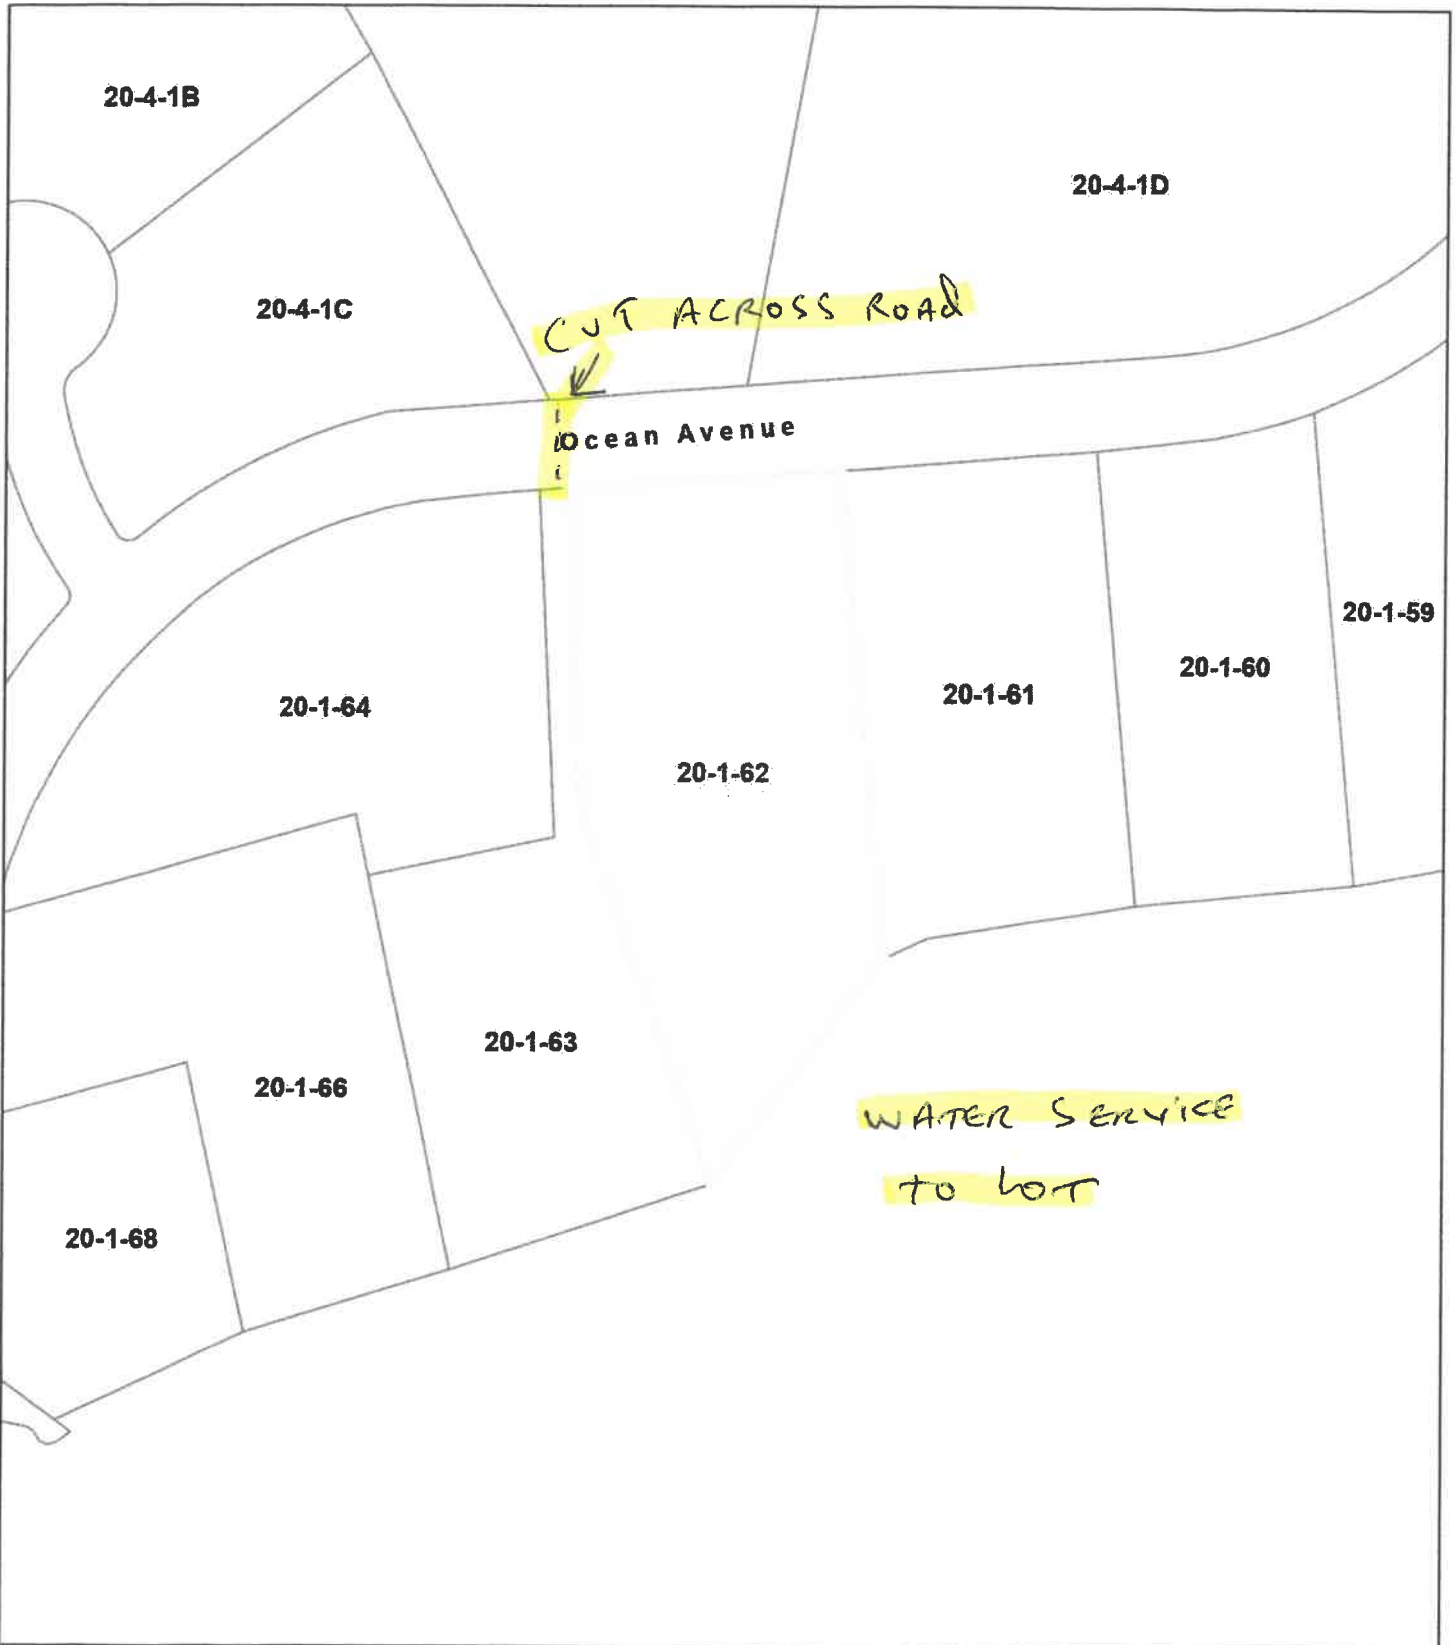 20-4-1B
20-4-1D
20-4-1C
CUT ACROSS ROAd
Ocean Avenue
20-1-59
20-1-60
20-1-61
20-1-64
20-1-62
20-1-63
20-1-66
WATER SERVICE
TO LOT
20-1-68